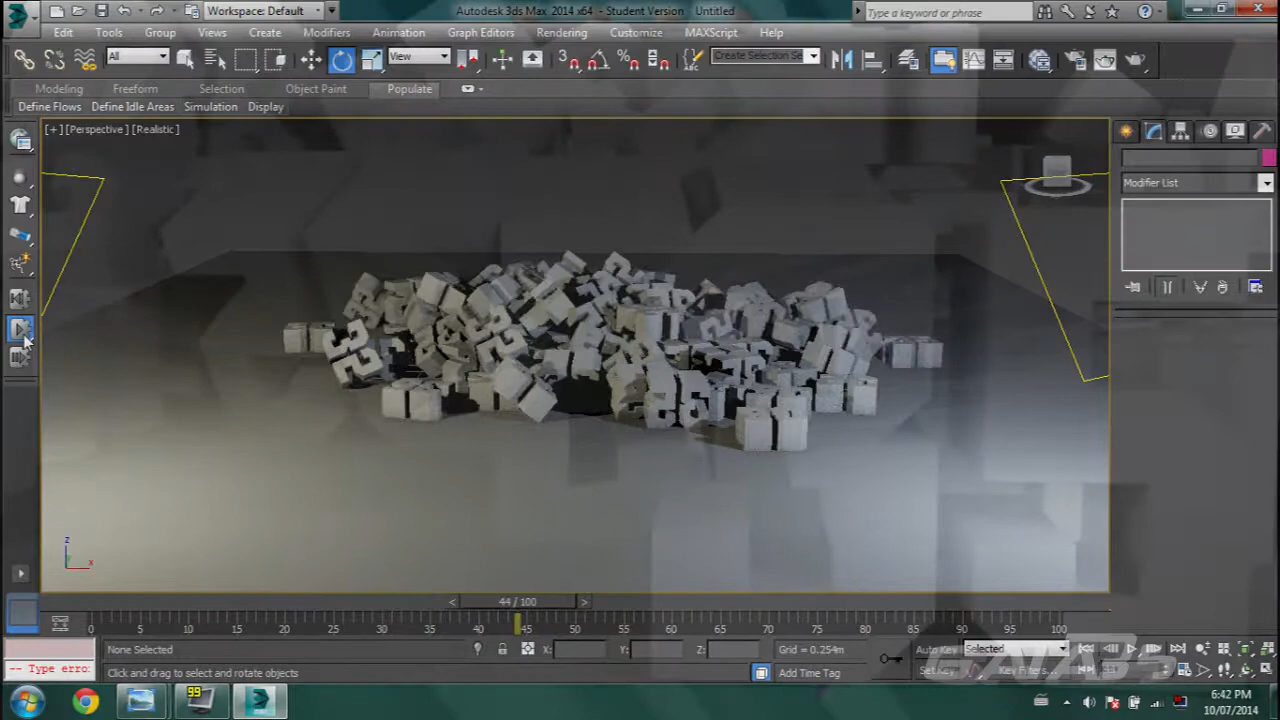 Workspace: Default
Autodesk 3ds Max 2014 x64 - Student Version - Untitled
Type a keyword or phrase
Edit Tools Group Views Create Modifiers Animation Graph Editors Rendering Customize MAXScript Help
All View 3 Create Selection Se
Modeling Freeform Selection Object Paint Populate
Define Flows Define Idle Areas Simulation Display
[+] [Perspective] [Realistic]
Modifier List
z
x
< 44 / 100 >
0 5 10 15 20 25 30 35 40 45 50 55 60 65 70 75 80 85 90 95 100
None Selected X: Y: Z: Grid = 0.254m Auto Key Selected
-- Type erro: Click and drag to select and rotate objects Add Time Tag Set Key Key Filters...
99
6:42 PM
10/07/2014